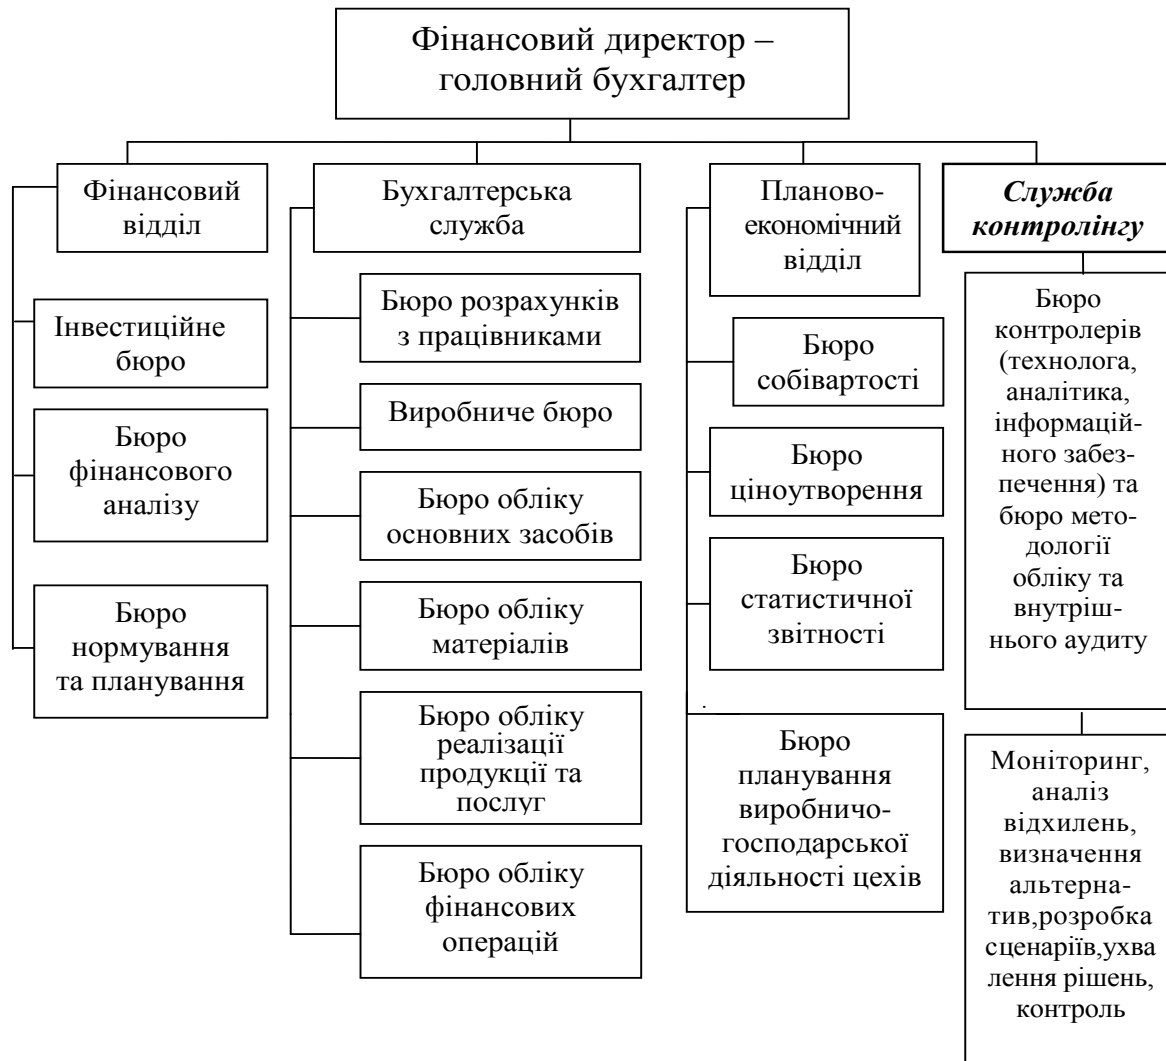 Фінансовий директор –
головний бухгалтер
Фінансовий
відділ
Інвестиційне
бюро
Бюро
фінансового
аналізу
Бюро
нормування
та планування
Бухгалтерська
служба
Бюро розрахунків
з працівниками
Виробниче бюро
Бюро обліку
основних засобів
Бюро обліку
матеріалів
Бюро обліку
реалізації
продукції та
послуг
Бюро обліку
фінансових
операцій
Планово-
економічний
відділ
Бюро
собівартості
Бюро
ціноутворення
Бюро
статистичної
звітності
Бюро
планування
виробничо-
господарської
діяльності цехів
Служба
контролінгу
Бюро
контролерів
(технолога,
аналітика,
інформацій-
ного забез-
печення) та
бюро мето-
дології
обліку та
внутріш-
нього аудиту
Моніторинг,
аналіз
відхилень,
визначення
альтерна-
тив,розробка
сценаріїв,ухва
лення рішень,
контроль